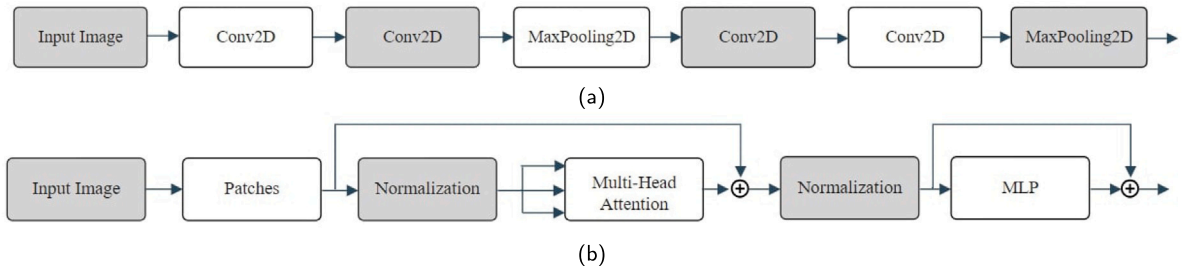 Input Image
Conv2D
Conv2D
MaxPooling2D
Conv2D
Conv2D
MaxPooling2D
(a)
Input Image
Patches
Normalization
Multi-Head
Attention
Normalization
MLP
(b)